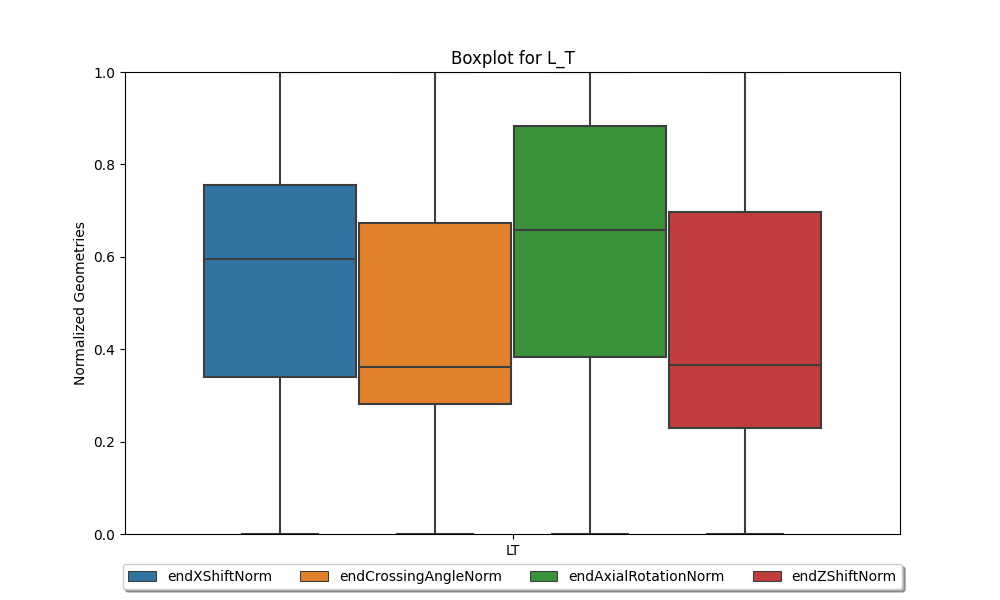 Boxplot for L_T
1.0
0.8
0.6
0.4
0.2
0.0
Normalized Geometries
LT
endXShiftNorm endCrossingAngleNorm endAxialRotationNorm endZShiftNorm